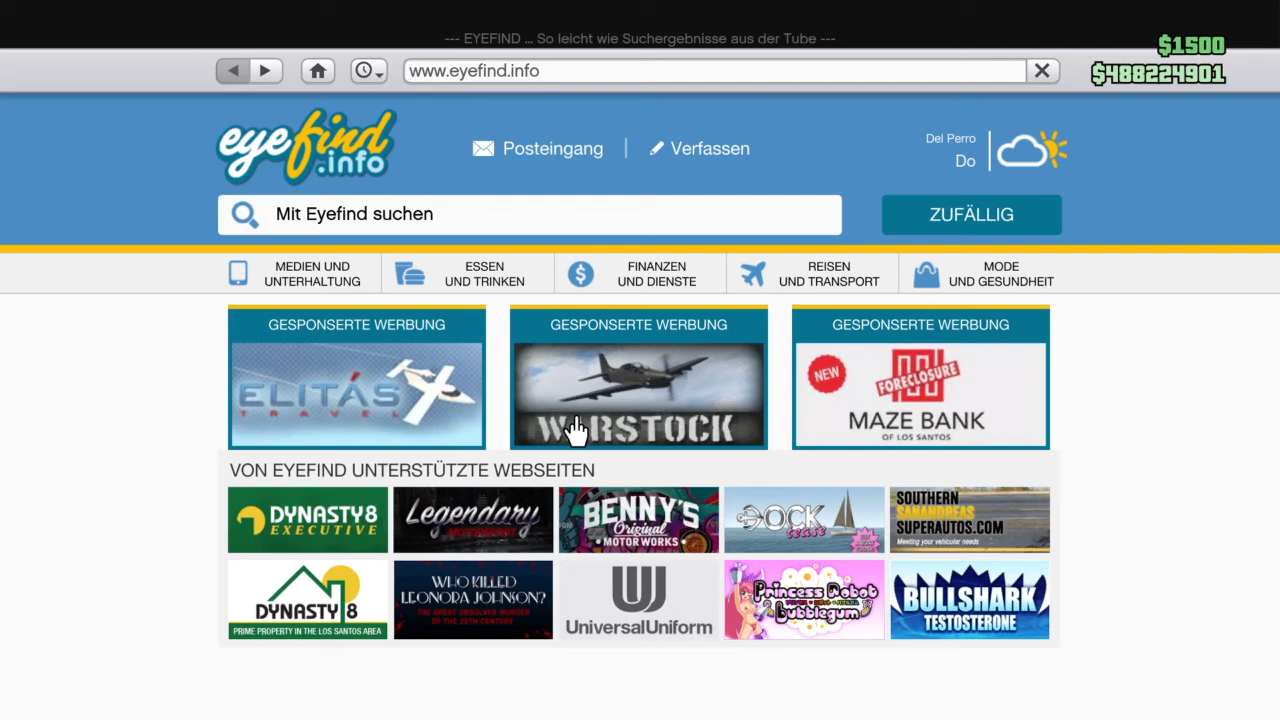 --- EYEFIND ... So leicht wie Suchergebnisse aus der Tube ---
$1500
$488224901
www.eyefind.info
eyefind
.info
Posteingang
Verfassen
Del Perro
Do
Mit Eyefind suchen
ZUFÄLLIG
MEDIEN UND
UNTERHALTUNG
ESSEN
UND TRINKEN
FINANZEN
UND DIENSTE
REISEN
UND TRANSPORT
MODE
UND GESUNDHEIT
GESPONSERTE WERBUNG
GESPONSERTE WERBUNG
GESPONSERTE WERBUNG
ELITÁS
TRAVEL
WARSTOCK
NEW
FORECLOSURE
MAZE BANK
OF LOS SANTOS
VON EYEFIND UNTERSTÜTZTE WEBSEITEN
DYNASTY8
EXECUTIVE
Legendary
MOTORSPORT
BENNY'S
Original
MOTOR WORKS
DOCK
tease
SOUTHERN
SANANDREAS
SUPERAUTOS.COM
Meeting your vehicular needs
DYNASTY 8
PRIME PROPERTY IN THE LOS SANTOS AREA
WHO KILLED
LEONORA JOHNSON?
THE GREAT UNSOLVED MURDER
OF THE 20TH CENTURY
UniversalUniform
Princess Robot
Bubblegum
BULLSHARK
TESTOSTERONE